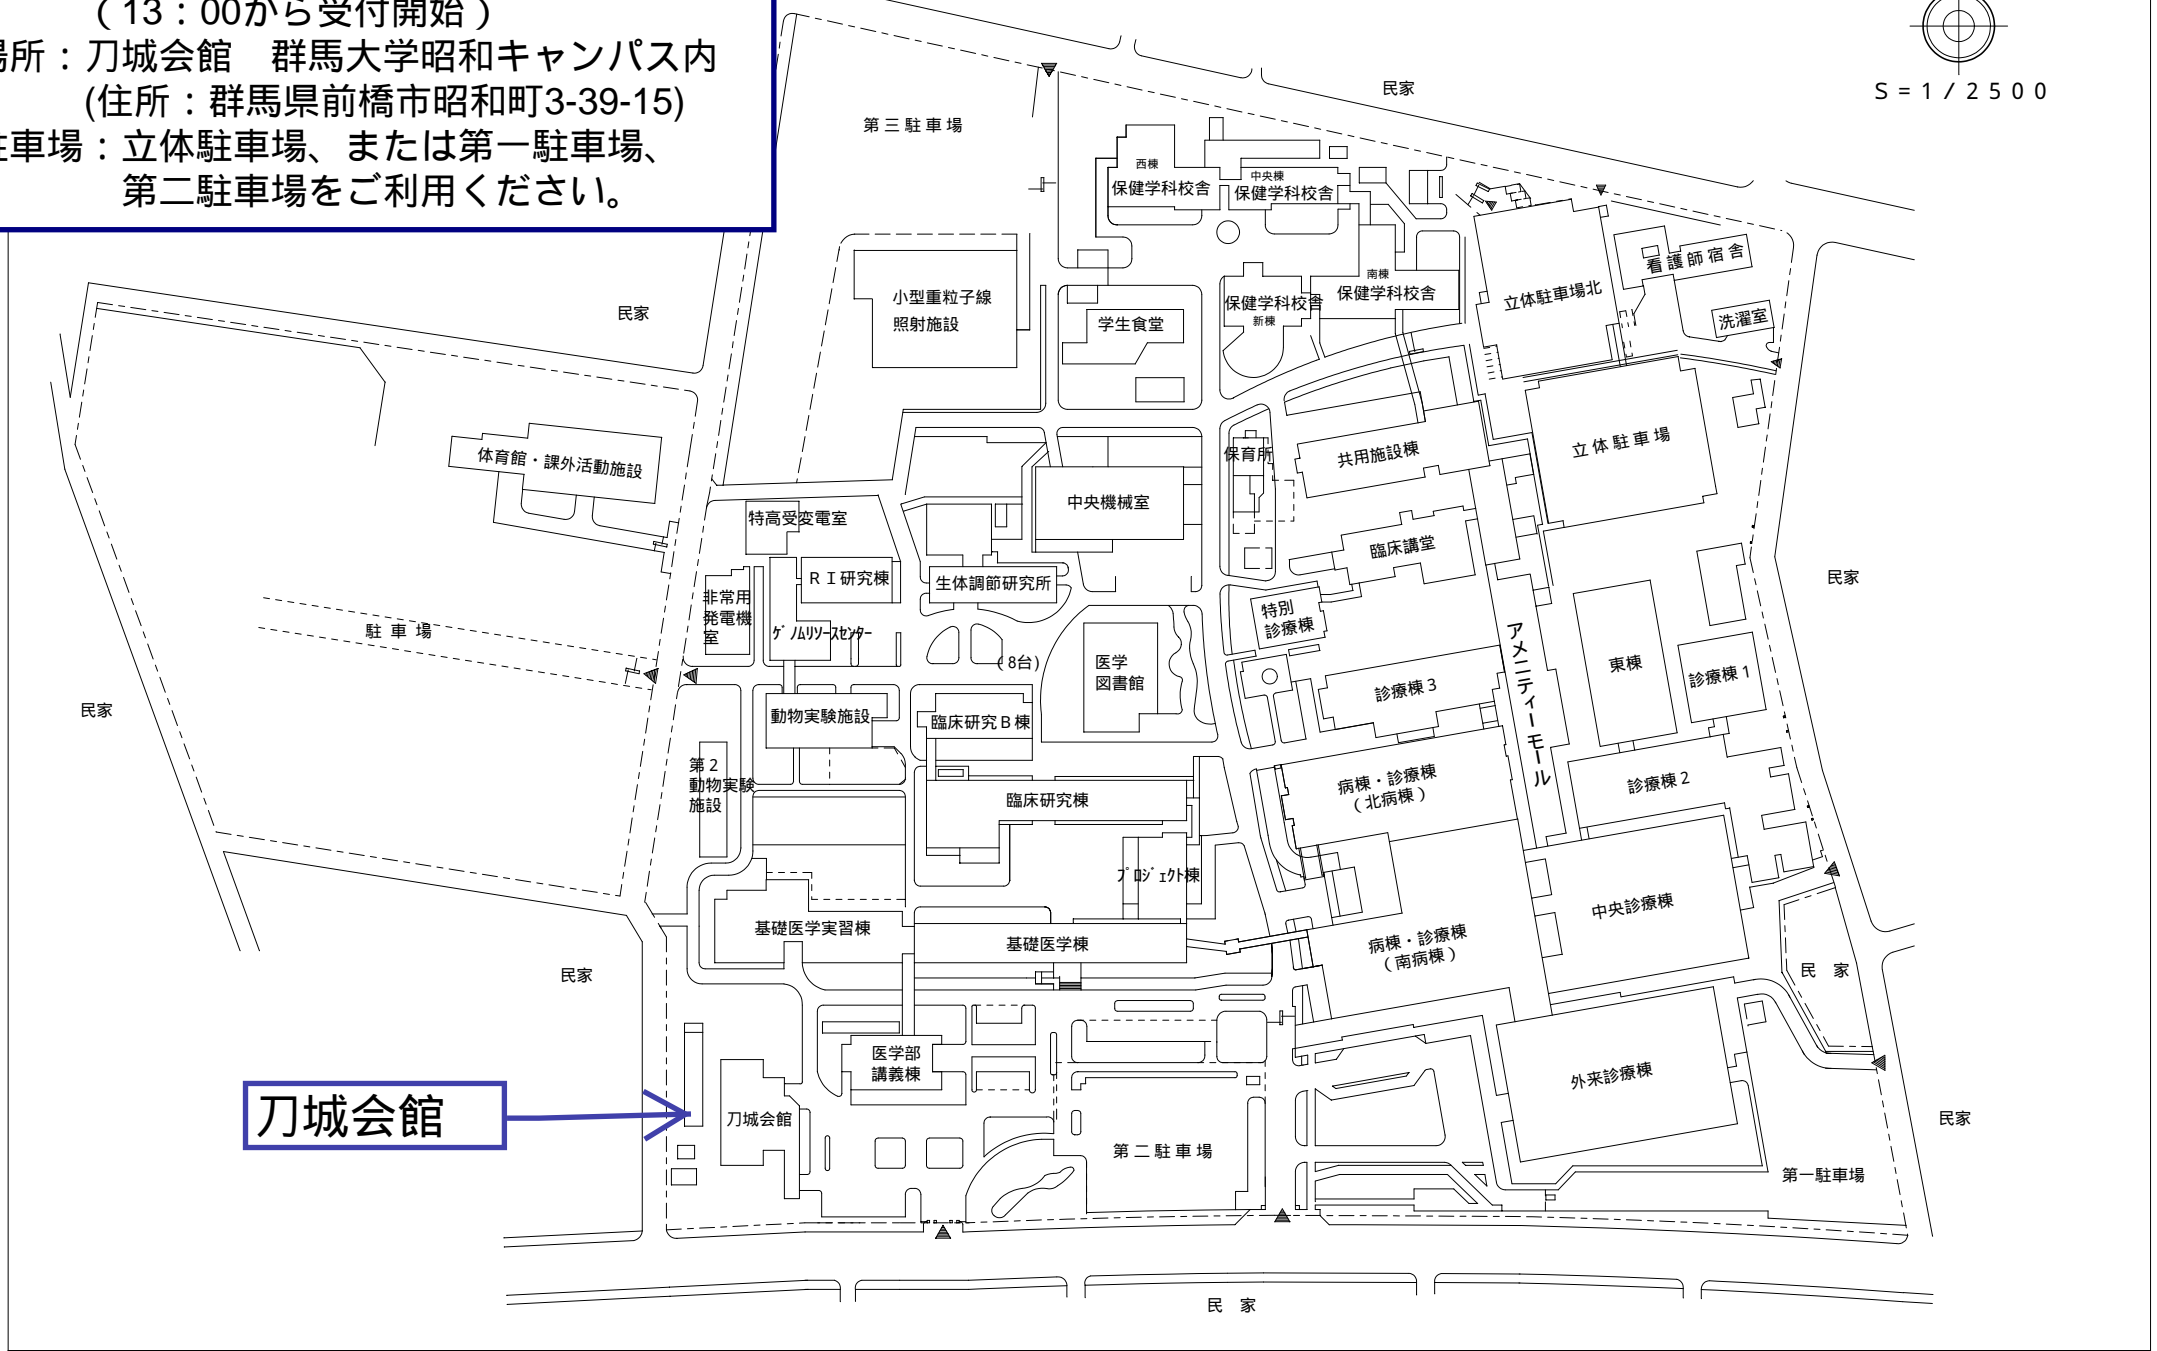 （13：00から受付開始）
場所：刀城会館　群馬大学昭和キャンパス内
(住所：群馬県前橋市昭和町3-39-15)
駐車場：立体駐車場、または第一駐車場、
第二駐車場をご利用ください。
S=1/2500
民家
第三駐車場
西棟
保健学科校舎
中央棟
保健学科校舎
看護師宿舎
南棟
保健学科校舎
保健学科校舎
新棟
立体駐車場北
洗濯室
民家
小型重粒子線
照射施設
学生食堂
体育館・課外活動施設
保育所
共用施設棟
立体駐車場
中央機械室
特高受変電室
臨床講堂
ＲＩ研究棟
生体調節研究所
民家
非常用
発電機
室
ｹﾞﾉﾑﾘｿｰｽｾﾝﾀｰ
特別
診療棟
駐車場
(8台)
医学
図書館
アメニティーモール
東棟
診療棟1
診療棟3
民家
動物実験施設
臨床研究Ｂ棟
第2
動物実験
施設
病棟・診療棟
（北病棟）
診療棟2
臨床研究棟
ﾌﾟﾛｼﾞｪｸﾄ棟
中央診療棟
基礎医学実習棟
基礎医学棟
病棟・診療棟
（南病棟）
民家
民家
医学部
講義棟
外来診療棟
刀城会館
刀城会館
民家
第二駐車場
第一駐車場
民家